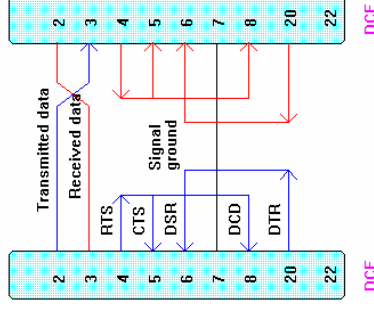 Transmitted data
2 2
Received data
3 3
RTS
4 4
CTS
5 5
DSR
6 6
Signal
ground
7 7
DCD
8 8
DTR
20 20
22 22
DCE DCE